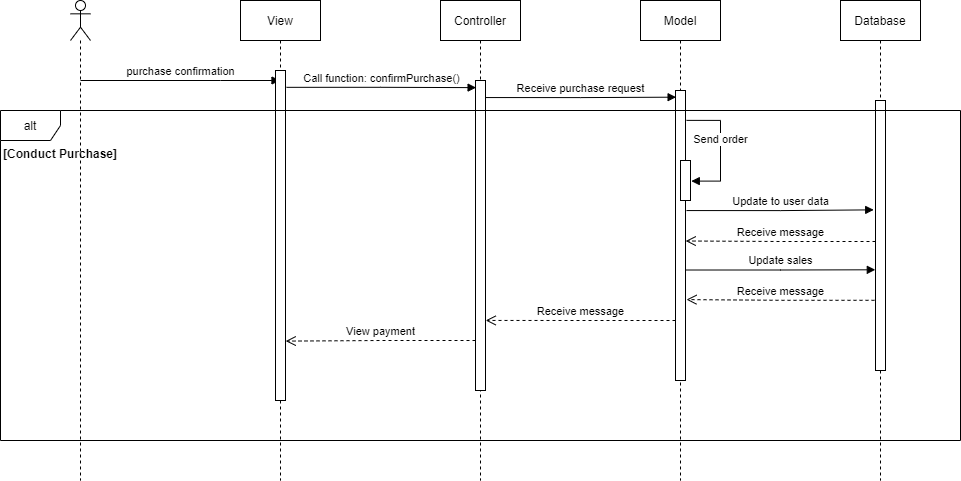 View
Controller
Model
Database
purchase confirmation
Call function: confirmPurchase()
Receive purchase request
alt
[Conduct Purchase]
Send order
Update to user data
Receive message
Update sales
Receive message
Receive message
View payment